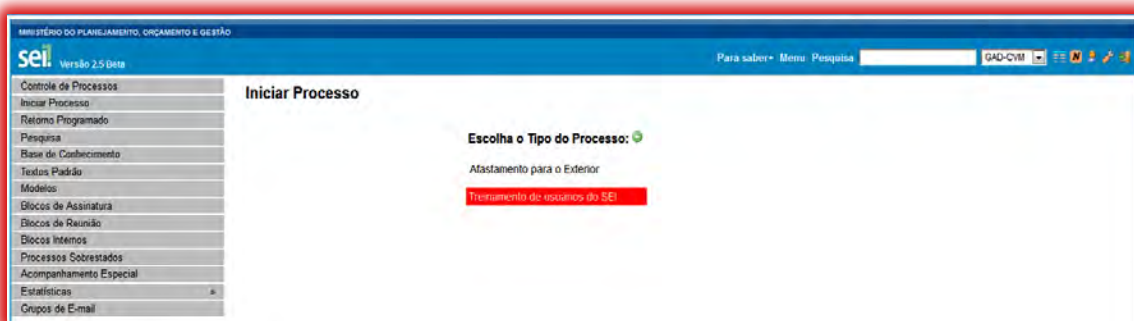 MINISTÉRIO DO PLANEJAMENTO, ORÇAMENTO E GESTÃO
sei! Versão 2.5 Beta
Para saber+ Menu Pesquisa GAD-CVM N
Controle de Processos
Iniciar Processo
Retorno Programado
Pesquisa
Base de Conhecimento
Textos Padrão
Modelos
Blocos de Assinatura
Blocos de Reunião
Blocos Internos
Processos Sobrestados
Acompanhamento Especial
Estatísticas
Grupos de E-mail
Iniciar Processo
Escolha o Tipo do Processo:
Afastamento para o Exterior
Treinamento de usuários do SEI